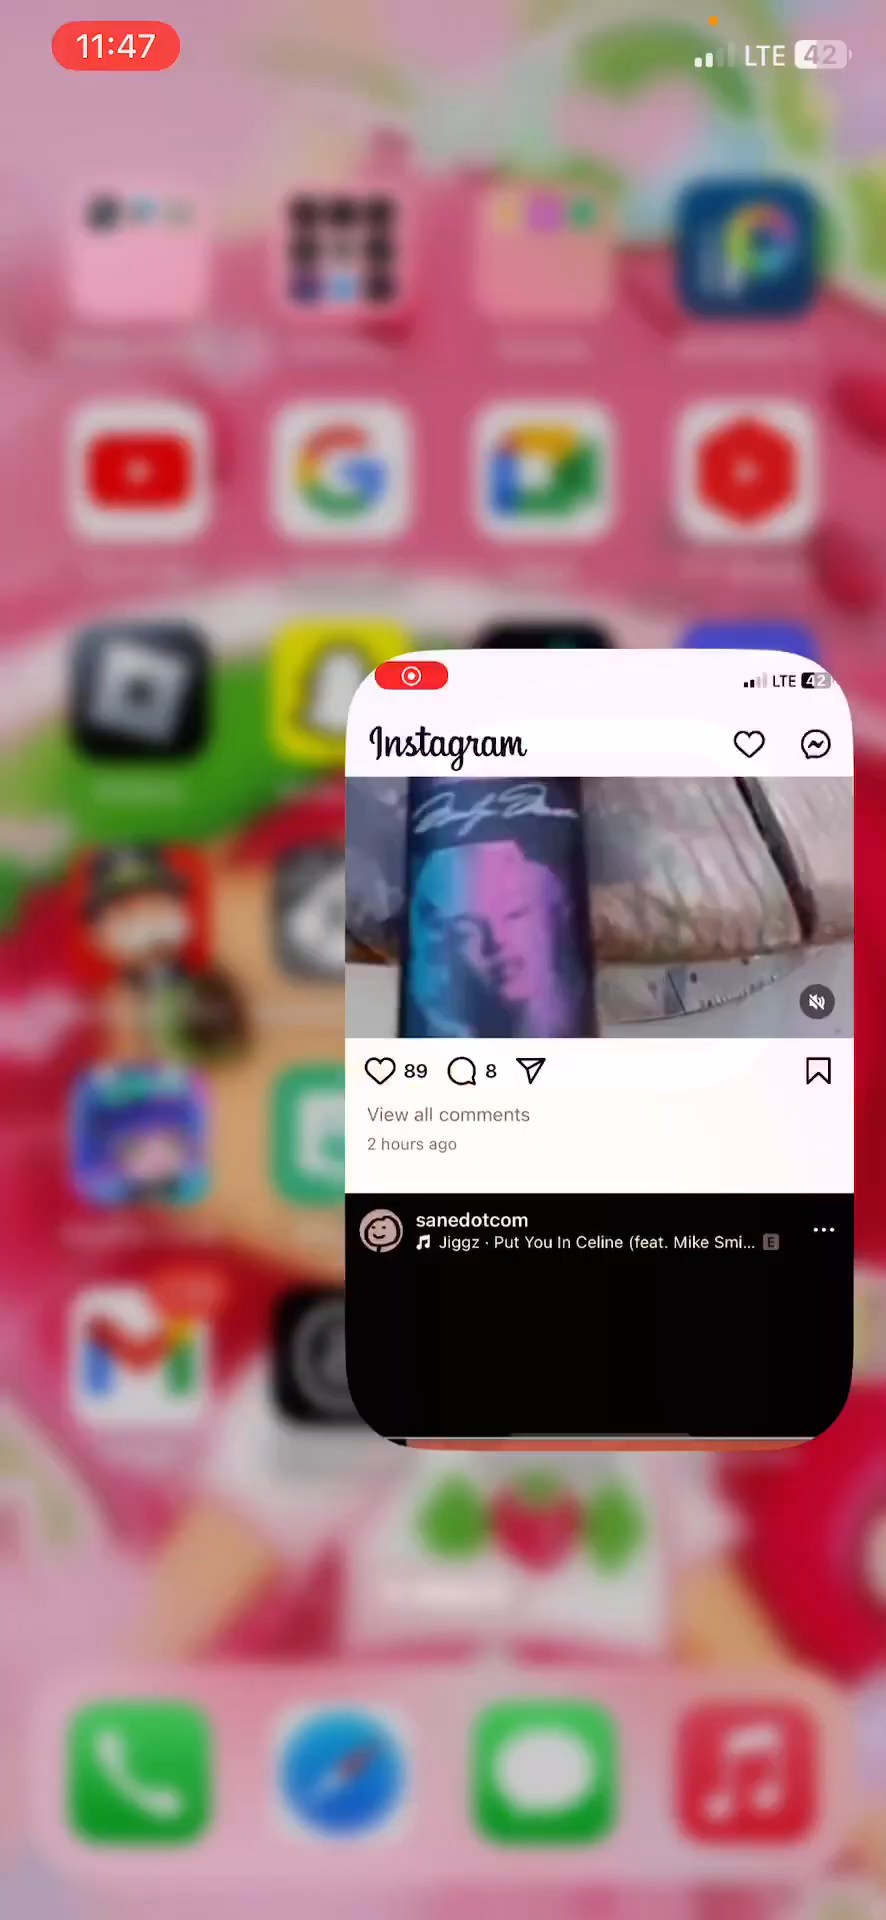 11:47
LTE 42
LTE 42
Instagram
89 8
View all comments
2 hours ago
sanedotcom
Jiggz · Put You In Celine (feat. Mike Smi... E